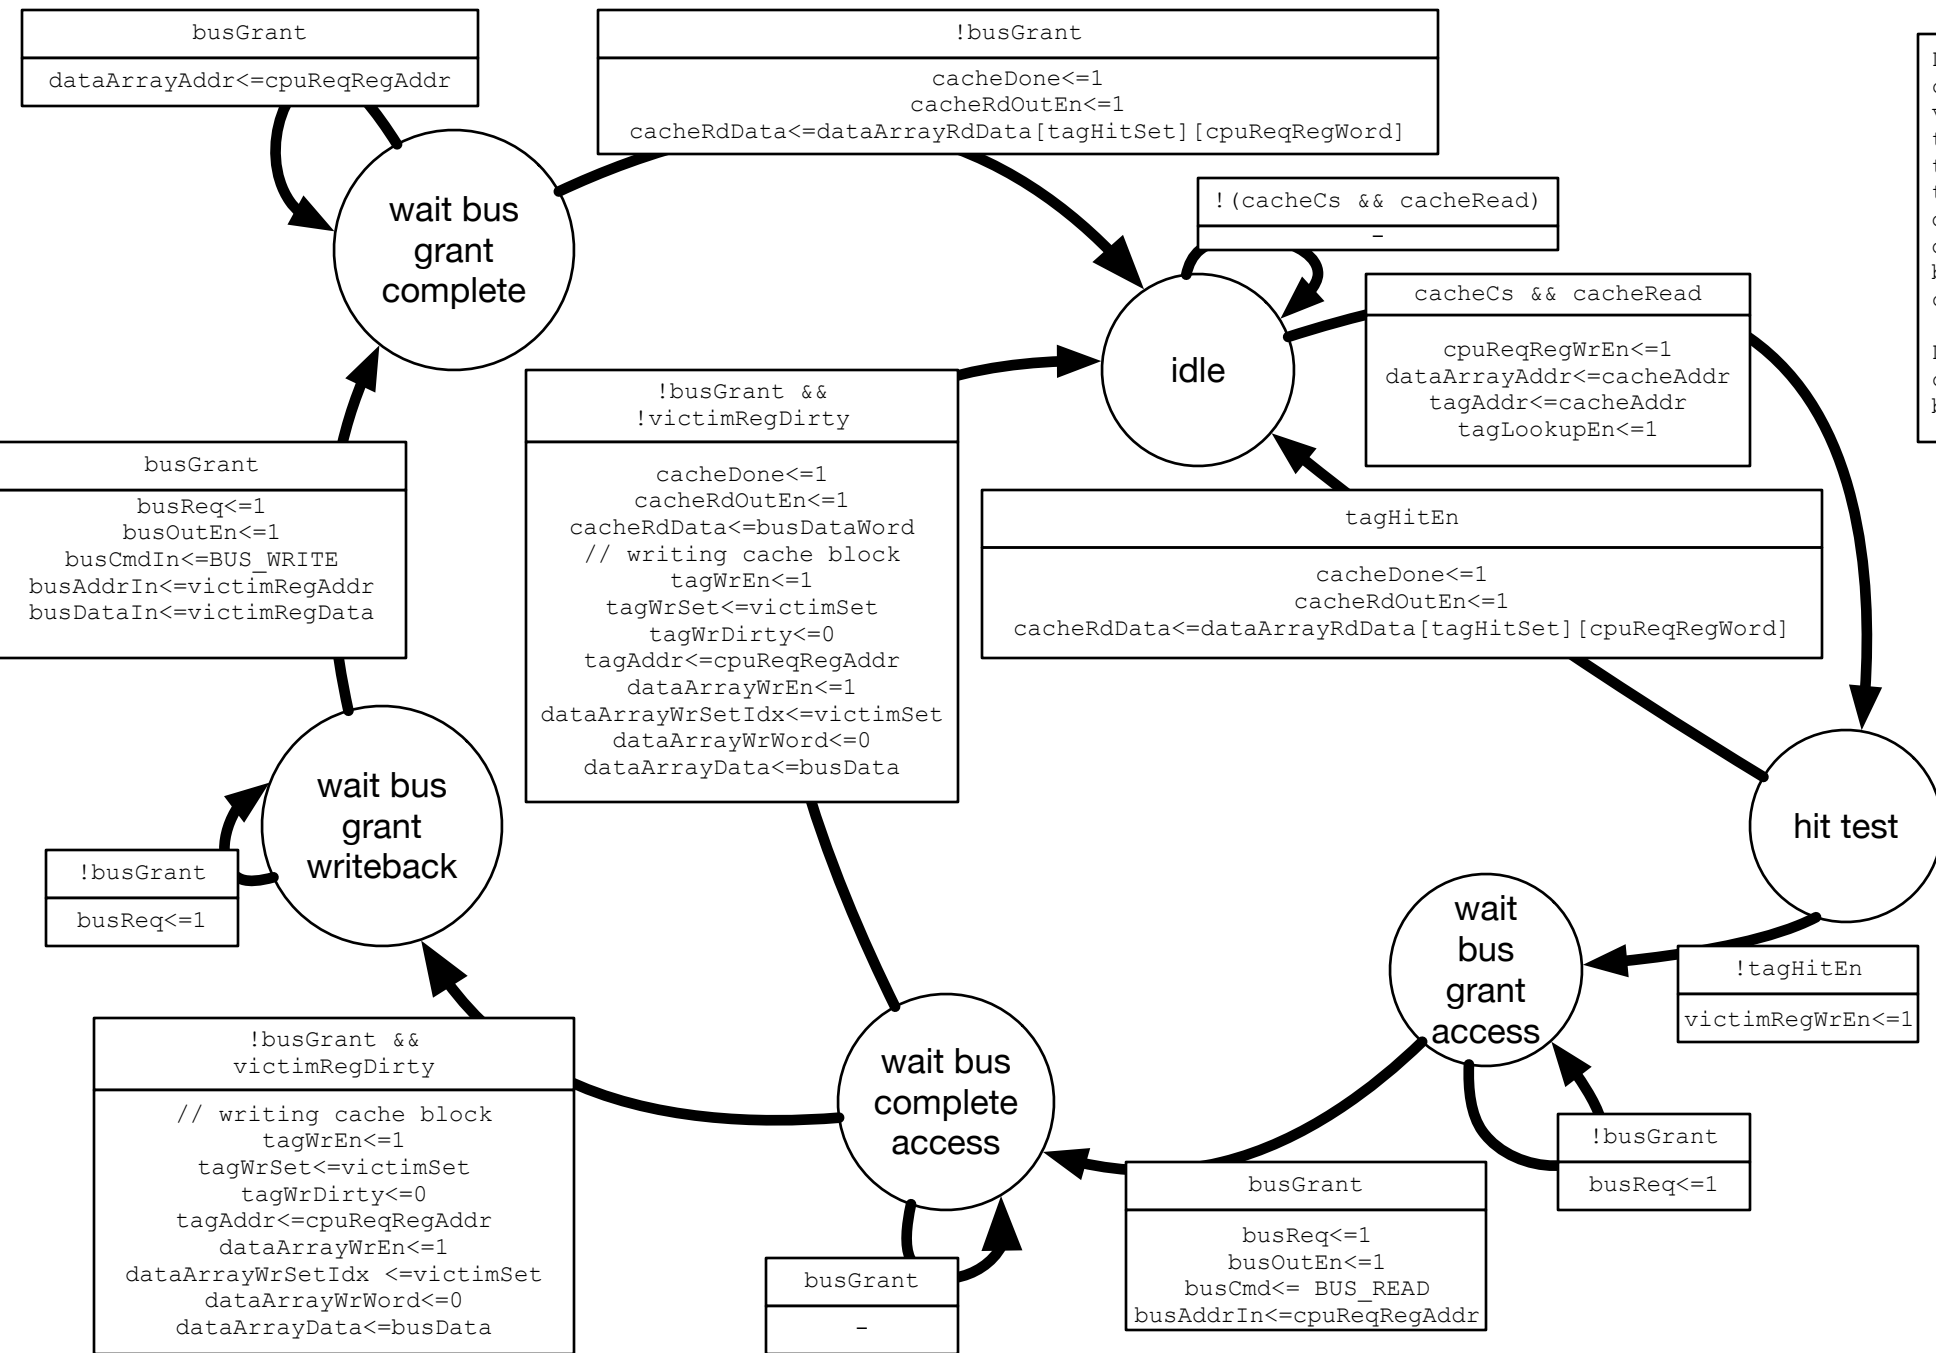 busGrant
dataArrayAddr<=cpuReqRegAddr
!busGrant
cacheDone<=1
cacheRdOutEn<=1
cacheRdData<=dataArrayRdData[tagHitSet][cpuReqRegWord]
wait bus
grant
complete
!(cacheCs && cacheRead)
-
idle
cacheCs && cacheRead
cpuReqRegWrEn<=1
dataArrayAddr<=cacheAddr
tagAddr<=cacheAddr
tagLookupEn<=1
!busGrant &&
!victimRegDirty
cacheDone<=1
cacheRdOutEn<=1
cacheRdData<=busDataWord
// writing cache block
tagWrEn<=1
tagWrSet<=victimSet
tagWrDirty<=0
tagAddr<=cpuReqRegAddr
dataArrayWrEn<=1
dataArrayWrSetIdx<=victimSet
dataArrayWrWord<=0
dataArrayData<=busData
busGrant
busReq<=1
busOutEn<=1
busCmdIn<=BUS_WRITE
busAddrIn<=victimRegAddr
busDataIn<=victimRegData
tagHitEn
cacheDone<=1
cacheRdOutEn<=1
cacheRdData<=dataArrayRdData[tagHitSet][cpuReqRegWord]
wait bus
grant
writeback
!busGrant
busReq<=1
hit test
wait
bus
grant
access
!tagHitEn
victimRegWrEn<=1
!busGrant &&
victimRegDirty
// writing cache block
tagWrEn<=1
tagWrSet<=victimSet
tagWrDirty<=0
tagAddr<=cpuReqRegAddr
dataArrayWrEn<=1
dataArrayWrSetIdx <=victimSet
dataArrayWrWord<=0
dataArrayData<=busData
wait bus
complete
access
busGrant
-
busGrant
busReq<=1
busOutEn<=1
busCmd<= BUS_READ
busAddrIn<=cpuReqRegAddr
!busGrant
busReq<=1